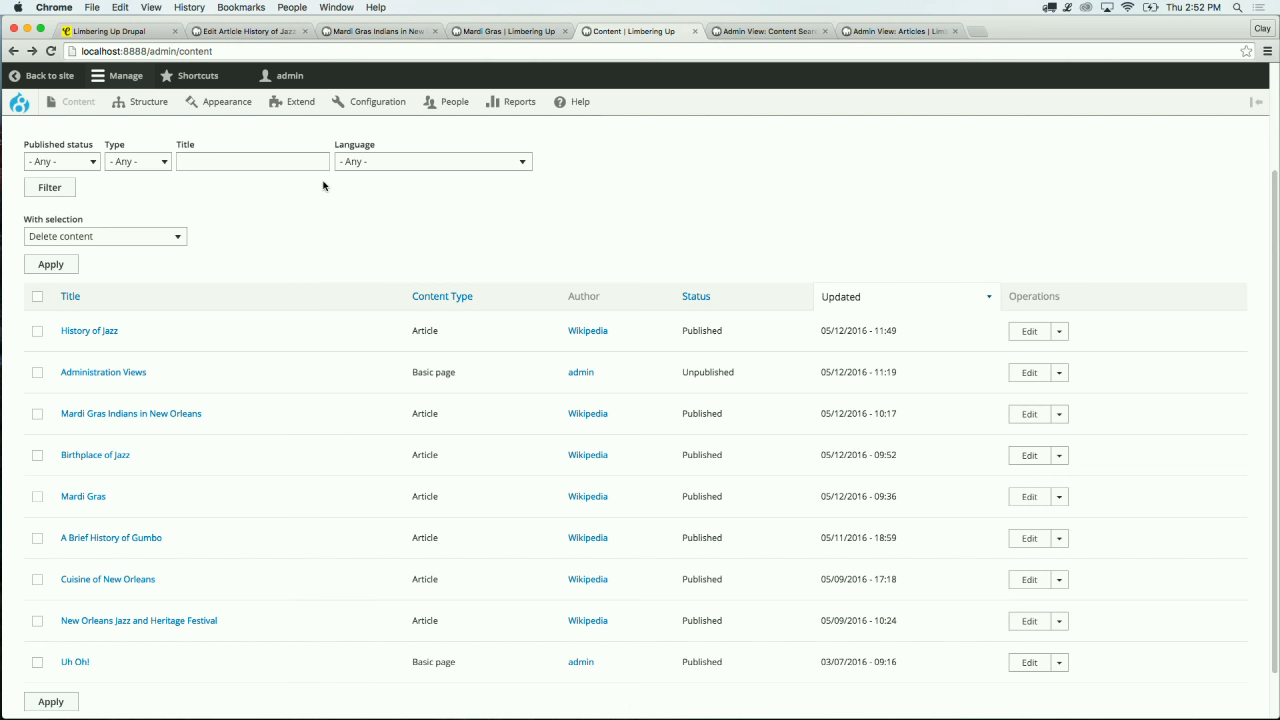 Chrome File Edit View History Bookmarks People Window Help Thu 2:52 PM
Limbering Up Drupal Edit Article History of Jazz Mardi Gras Indians in New Mardi Gras | Limbering Up Content | Limbering Up Admin View: Content Sear Admin View: Articles | Lim Clay
localhost:8888/admin/content
Back to site Manage Shortcuts admin
Content Structure Appearance Extend Configuration People Reports Help
Published status Type Title Language
- Any - - Any - - Any -
Filter
With selection
Delete content
Apply
Title Content Type Author Status Updated Operations
History of Jazz Article Wikipedia Published 05/12/2016 - 11:49 Edit
Administration Views Basic page admin Unpublished 05/12/2016 - 11:19 Edit
Mardi Gras Indians in New Orleans Article Wikipedia Published 05/12/2016 - 10:17 Edit
Birthplace of Jazz Article Wikipedia Published 05/12/2016 - 09:52 Edit
Mardi Gras Article Wikipedia Published 05/12/2016 - 09:36 Edit
A Brief History of Gumbo Article Wikipedia Published 05/11/2016 - 18:59 Edit
Cuisine of New Orleans Article Wikipedia Published 05/09/2016 - 17:18 Edit
New Orleans Jazz and Heritage Festival Article Wikipedia Published 05/09/2016 - 10:24 Edit
Uh Oh! Basic page admin Published 03/07/2016 - 09:16 Edit
Apply